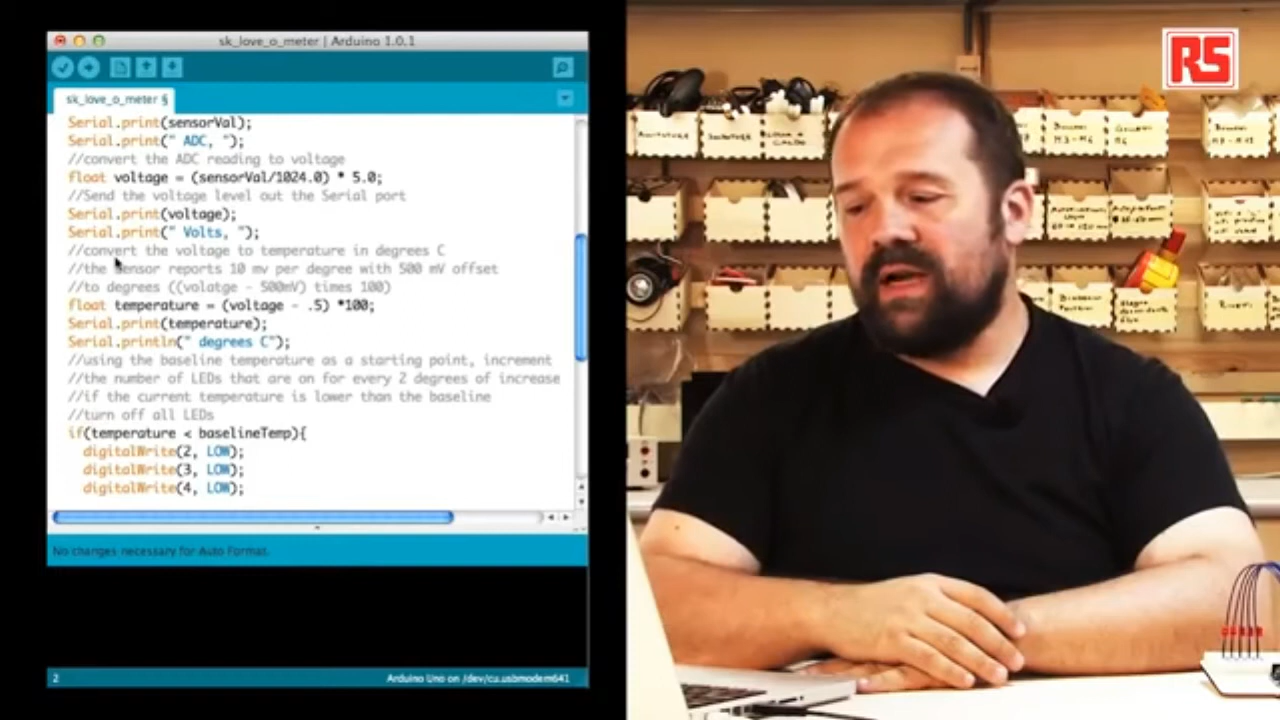 sk_love_o_meter | Arduino 1.0.1
sk_love_o_meter §
Serial.print(sensorVal);
Serial.print(" ADC, ");
//convert the ADC reading to voltage
float voltage = (sensorVal/1024.0) * 5.0;
//Send the voltage level out the Serial port
Serial.print(voltage);
Serial.print(" Volts, ");
//convert the voltage to temperature in degrees C
//the sensor reports 10 mv per degree with 500 mV offset
//to degrees ((volatge - 500mV) times 100)
float temperature = (voltage - .5) *100;
Serial.print(temperature);
Serial.println(" degrees C");
//using the baseline temperature as a starting point, increment
//the number of LEDs that are on for every 2 degrees of increase
//if the current temperature is lower than the baseline
//turn off all LEDs
if(temperature < baselineTemp){
digitalWrite(2, LOW);
digitalWrite(3, LOW);
digitalWrite(4, LOW);
No changes necessary for Auto Format.
2
Arduino Uno on /dev/cu.usbmodem641
RS